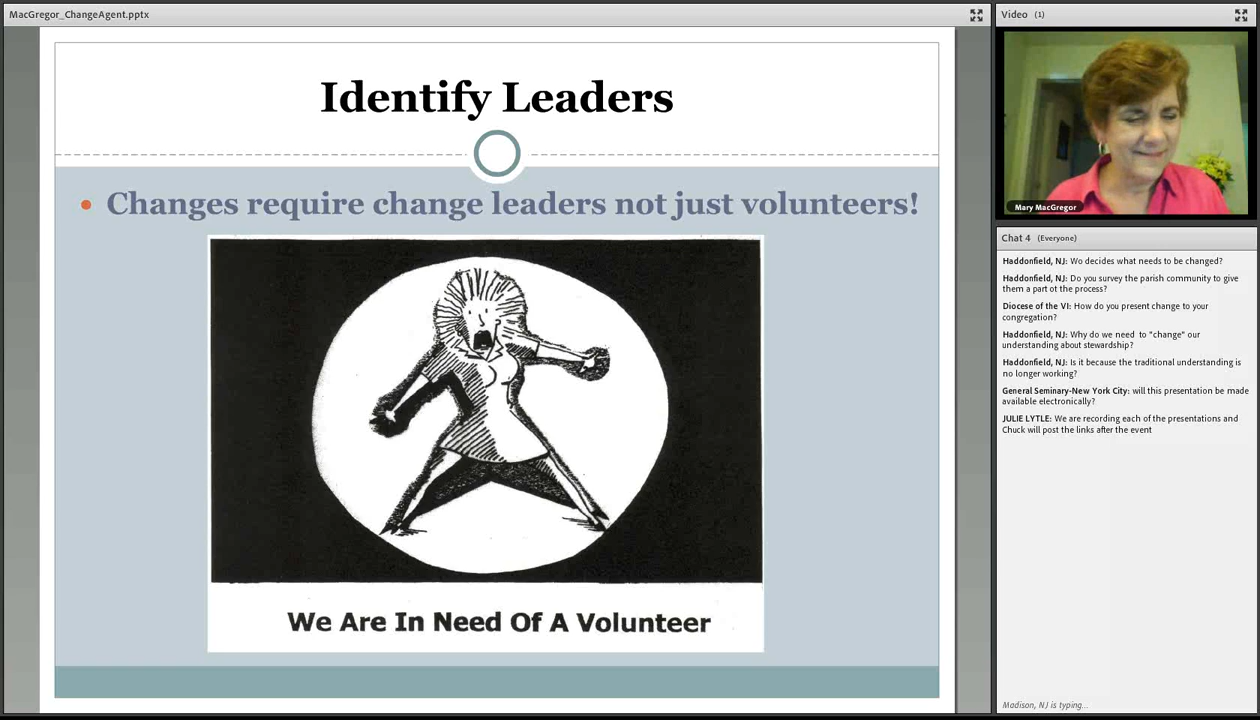 MacGregor_ChangeAgent.pptx
Identify Leaders
Changes require change leaders not just volunteers!
We Are In Need Of A Volunteer
Video (1)
Mary MacGregor
Chat 4 (Everyone)
Haddonfield, NJ: Wo decides what needs to be changed?
Haddonfield, NJ: Do you survey the parish community to give
them a part ot the process?
Diocese of the VI: How do you present change to your
congregation?
Haddonfield, NJ: Why do we need to "change" our
understanding about stewardship?
Haddonfield, NJ: Is it because the traditional understanding is
no longer working?
General Seminary-New York City: will this presentation be made
available electronically?
JULIE LYTLE: We are recording each of the presentations and
Chuck will post the links after the event
Madison, NJ is typing...